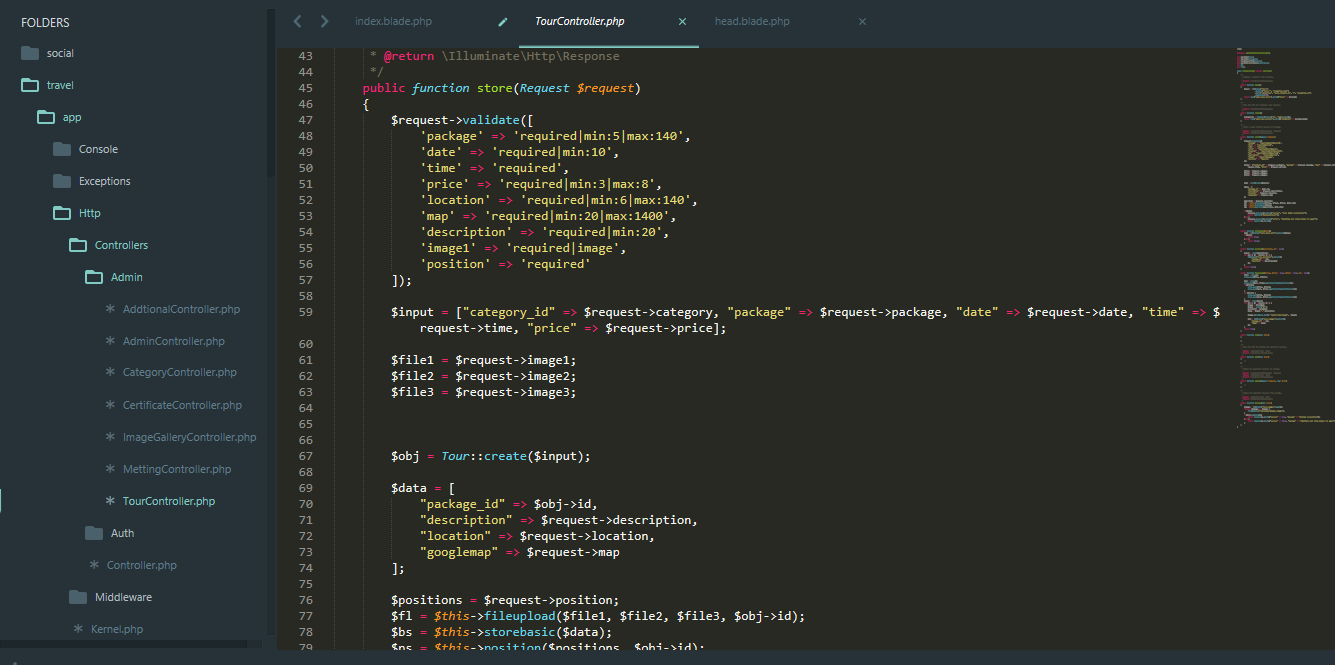 FOLDERS
social
travel
app
Console
Exceptions
Http
Controllers
Admin
AddtionalController.php
AdminController.php
CategoryController.php
CertificateController.php
ImageGalleryController.php
MettingController.php
TourController.php
Auth
Controller.php
Middleware
Kernel.php
index.blade.php
TourController.php
head.blade.php
43 * @return \Illuminate\Http\Response
44 */
45 public function store(Request $request)
46 {
47 $request->validate([
48 'package' => 'required|min:5|max:140',
49 'date' => 'required|min:10',
50 'time' => 'required',
51 'price' => 'required|min:3|max:8',
52 'location' => 'required|min:6|max:140',
53 'map' => 'required|min:20|max:1400',
54 'description' => 'required|min:20',
55 'image1' => 'required|image',
56 'position' => 'required'
57 ]);
58
59 $input = ["category_id" => $request->category, "package" => $request->package, "date" => $request->date, "time" => $
request->time, "price" => $request->price];
60
61 $file1 = $request->image1;
62 $file2 = $request->image2;
63 $file3 = $request->image3;
64
65
66
67 $obj = Tour::create($input);
68
69 $data = [
70 "package_id" => $obj->id,
71 "description" => $request->description,
72 "location" => $request->location,
73 "googlemap" => $request->map
74 ];
75
76 $positions = $request->position;
77 $fl = $this->fileupload($file1, $file2, $file3, $obj->id);
78 $bs = $this->storebasic($data);
79 $ps = $this->position($positions, $obj->id);